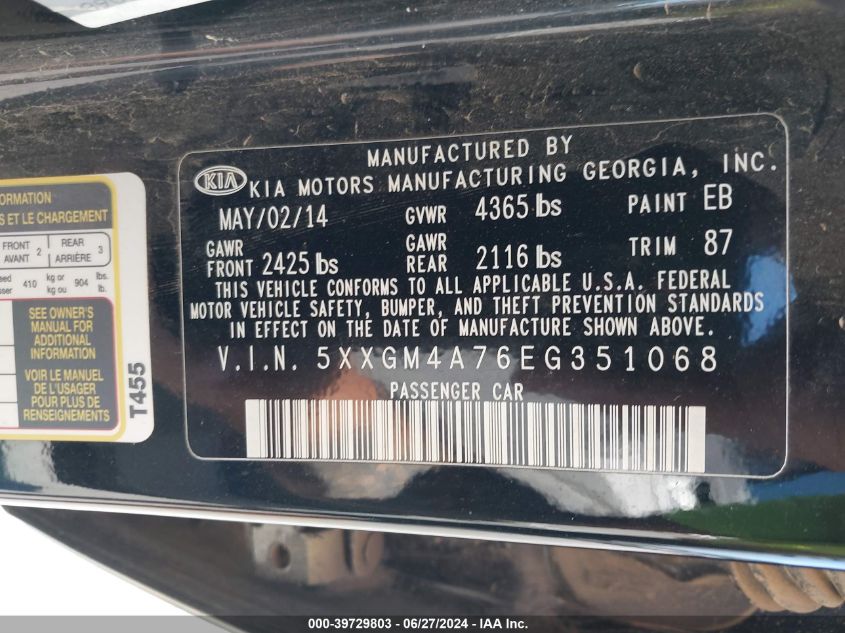 MANUFACTURED BY
KIA KIA MOTORS MANUFACTURING GEORGIA, INC.
MAY/02/14 GVWR 4365 lbs PAINT EB
GAWR FRONT 2425 lbs GAWR REAR 2116 lbs TRIM 87
THIS VEHICLE CONFORMS TO ALL APPLICABLE U.S.A. FEDERAL
MOTOR VEHICLE SAFETY, BUMPER, AND THEFT PREVENTION STANDARDS
IN EFFECT ON THE DATE OF MANUFACTURE SHOWN ABOVE.
V.I.N. 5XXGM4A76EG351068
PASSENGER CAR
ET LE CHARGEMENT
FRONT AVANT 2 REAR ARRIÈRE 3
410 kg or kg ou 904 lbs. lb.
SEE OWNER'S
MANUAL FOR
ADDITIONAL
INFORMATION
VOIR LE MANUEL
DE L'USAGER
POUR PLUS DE
RENSEIGNEMENTS
T455
000-39729803 - 06/27/2024 - IAA Inc.